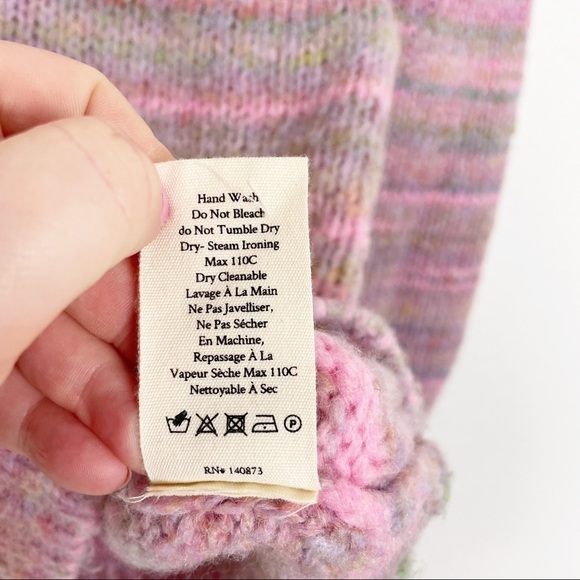 Hand Wash
Do Not Bleach
do Not Tumble Dry
Dry- Steam Ironing
Max 110C
Dry Cleanable
Lavage À La Main
Ne Pas Javelliser,
Ne Pas Sécher
En Machine,
Repassage À La
Vapeur Sèche Max 110C
Nettoyable À Sec
P
RN# 140873